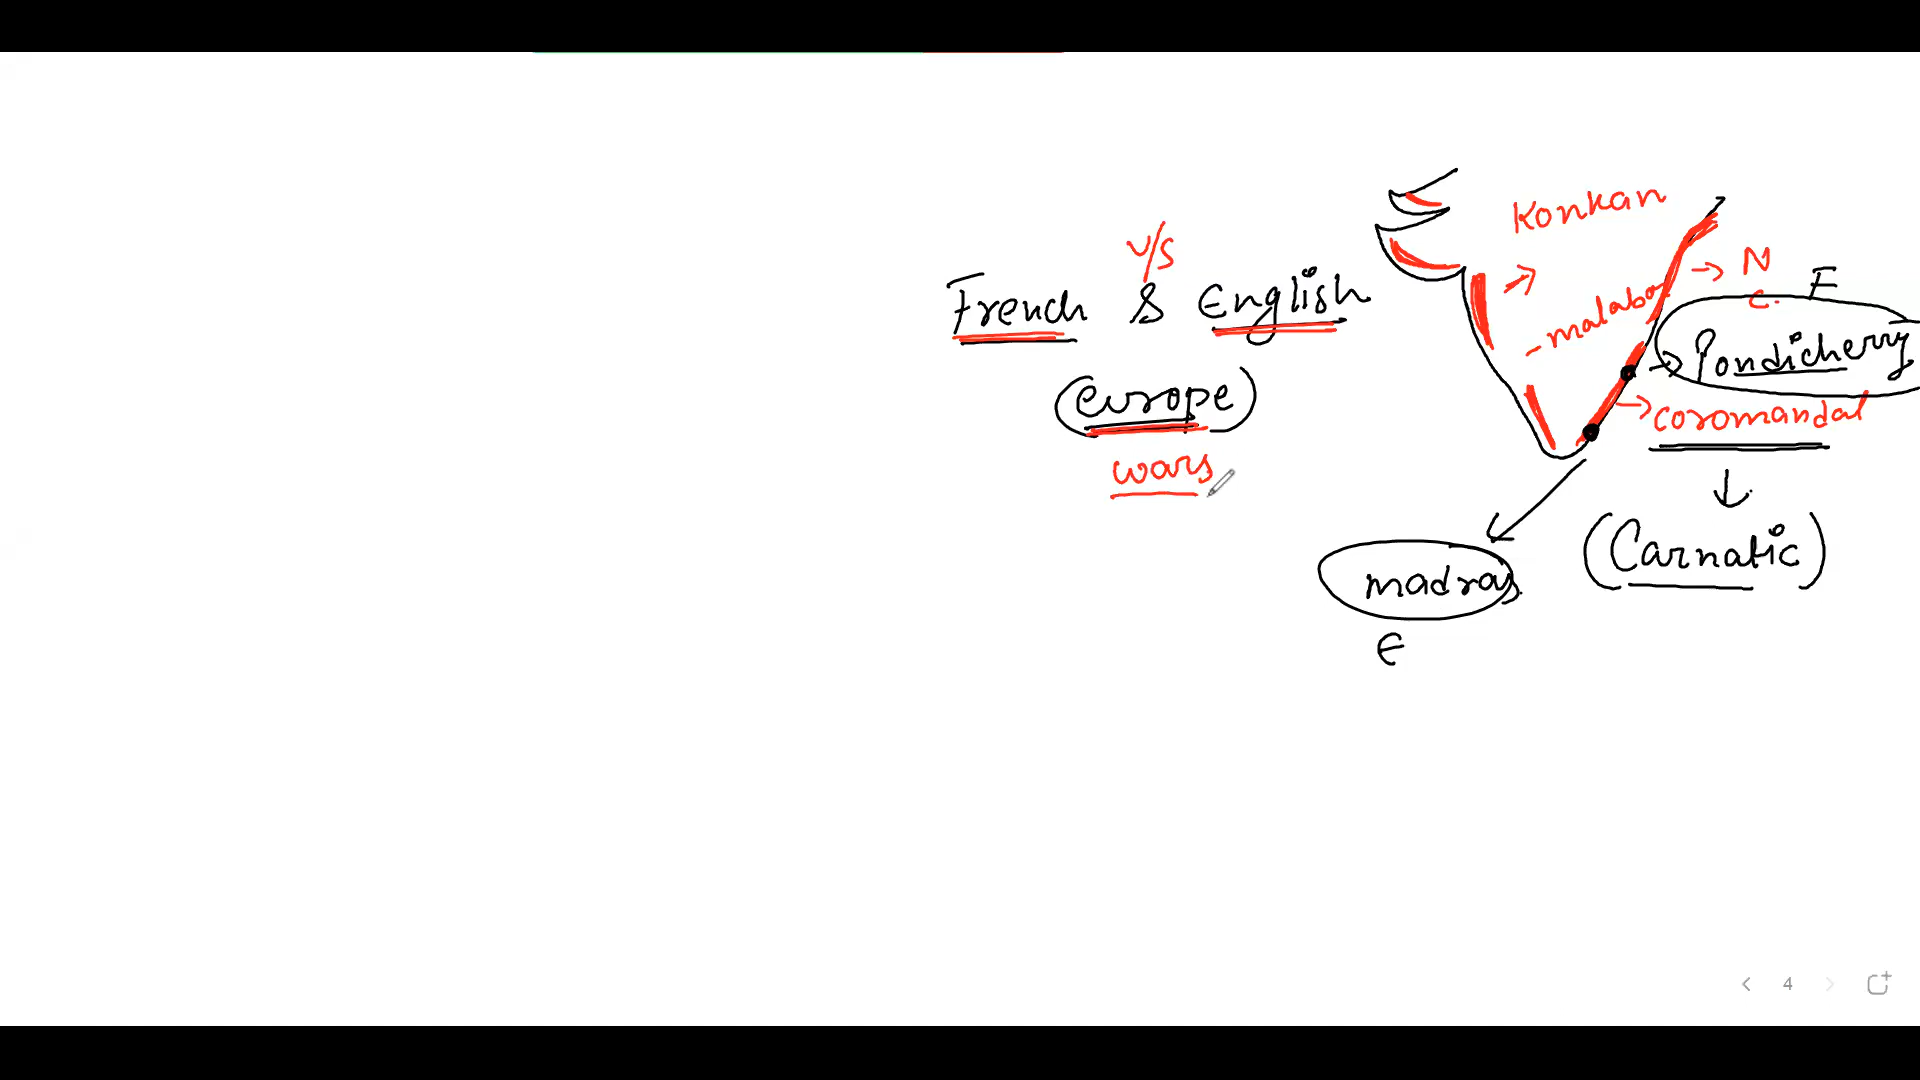 Konkan
v/s
French & English
→ N
C.
F
- malabar
→ Pondicherry
(europe)
→ coromandal
wars
(Carnatic)
madras
E
4